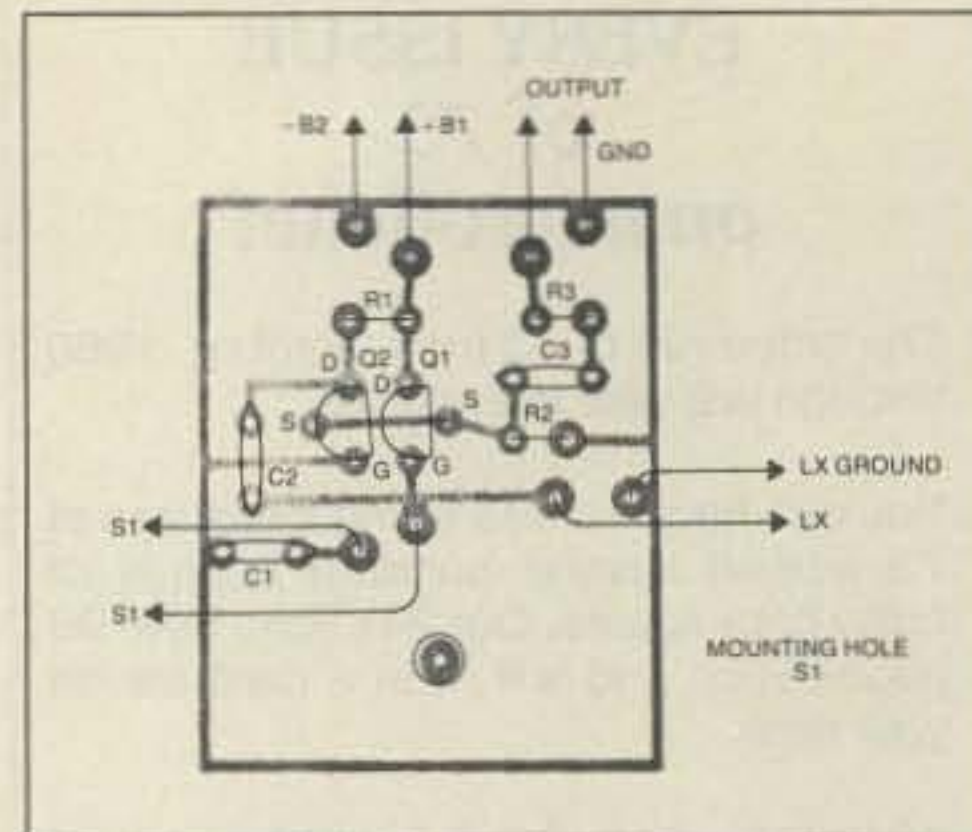 OUTPUT
-B2
-B1
GND
R1
R3
D
Q2
Q1
C3
D
S
S
R2
G
G
C2
LX GROUND
LX
S1
C1
S1
MOUNTING HOLE
S1